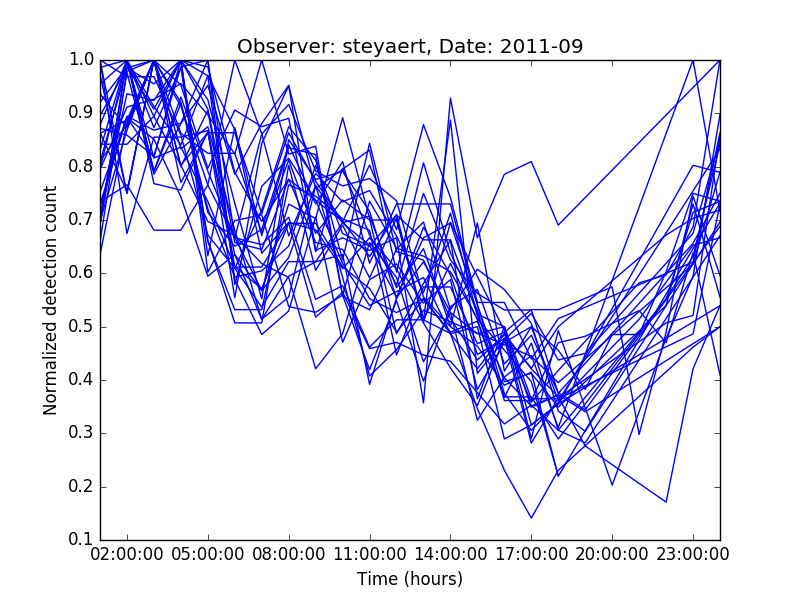 Observer: steyaert, Date: 2011-09
1.0
0.9
0.8
0.7
0.6
0.5
0.4
0.3
0.2
0.1
Normalized detection count
02:00:00 05:00:00 08:00:00 11:00:00 14:00:00 17:00:00 20:00:00 23:00:00
Time (hours)